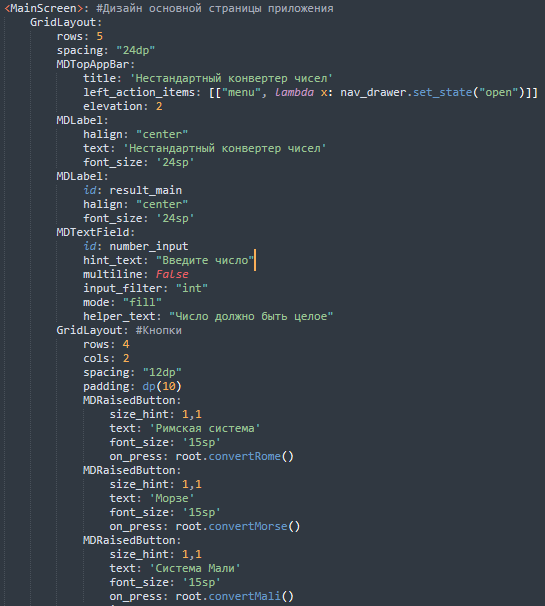 <MainScreen>: #Дизайн основной страницы приложения
    GridLayout:
        rows: 5
        spacing: "24dp"
        MDTopAppBar:
            title: 'Нестандартный конвертер чисел'
            left_action_items: [["menu", lambda x: nav_drawer.set_state("open")]]
            elevation: 2
        MDLabel:
            halign: "center"
            text: 'Нестандартный конвертер чисел'
            font_size: '24sp'
        MDLabel:
            id: result_main
            halign: "center"
            font_size: '24sp'
        MDTextField:
            id: number_input
            hint_text: "Введите число"
            multiline: False
            input_filter: "int"
            mode: "fill"
            helper_text: "Число должно быть целое"
        GridLayout: #Кнопки
            rows: 4
            cols: 2
            spacing: "12dp"
            padding: dp(10)
            MDRaisedButton:
                size_hint: 1,1
                text: 'Римская система'
                font_size: '15sp'
                on_press: root.convertRome()
            MDRaisedButton:
                size_hint: 1,1
                text: 'Морзе'
                font_size: '15sp'
                on_press: root.convertMorse()
            MDRaisedButton:
                size_hint: 1,1
                text: 'Система Мали'
                font_size: '15sp'
                on_press: root.convertMali()